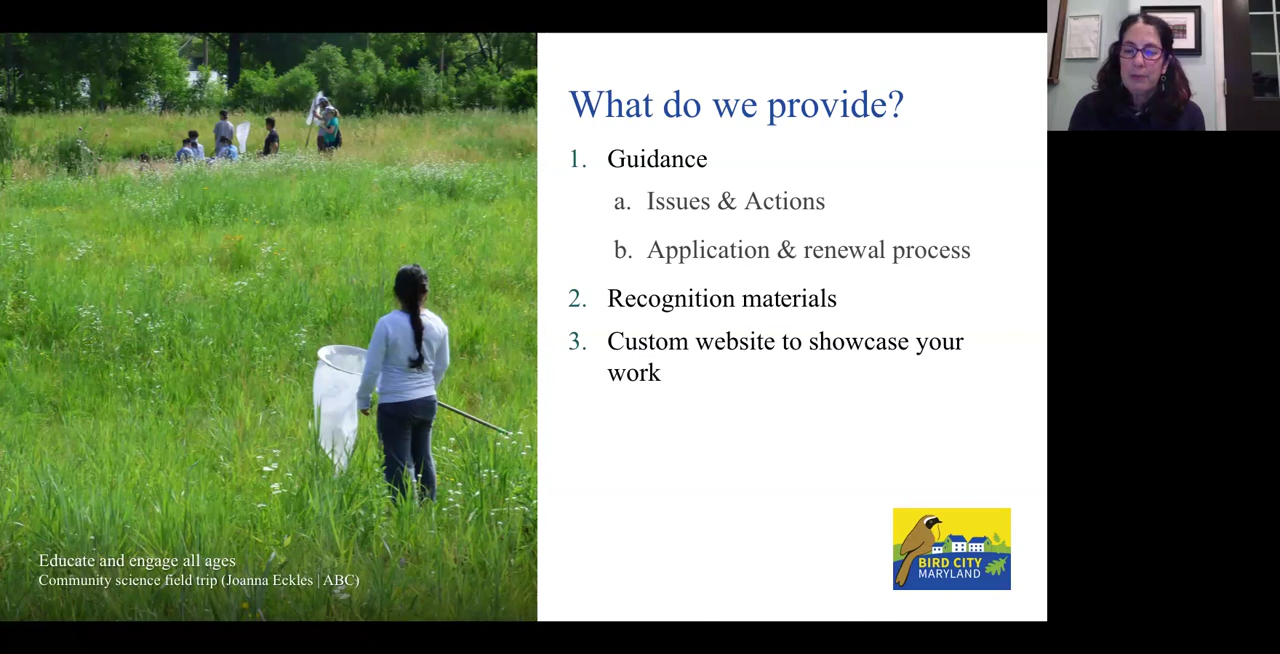 What do we provide?
1. Guidance
a. Issues & Actions
b. Application & renewal process
2. Recognition materials
3. Custom website to showcase your
work
Educate and engage all ages
Community science field trip (Joanna Eckles | ABC)
BIRD CITY
MARYLAND